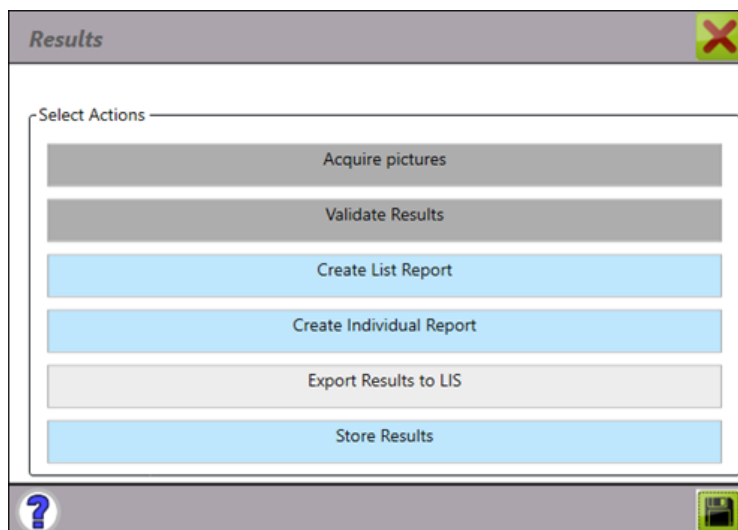 Results
Select Actions
Acquire pictures
Validate Results
Create List Report
Create Individual Report
Export Results to LIS
Store Results
?